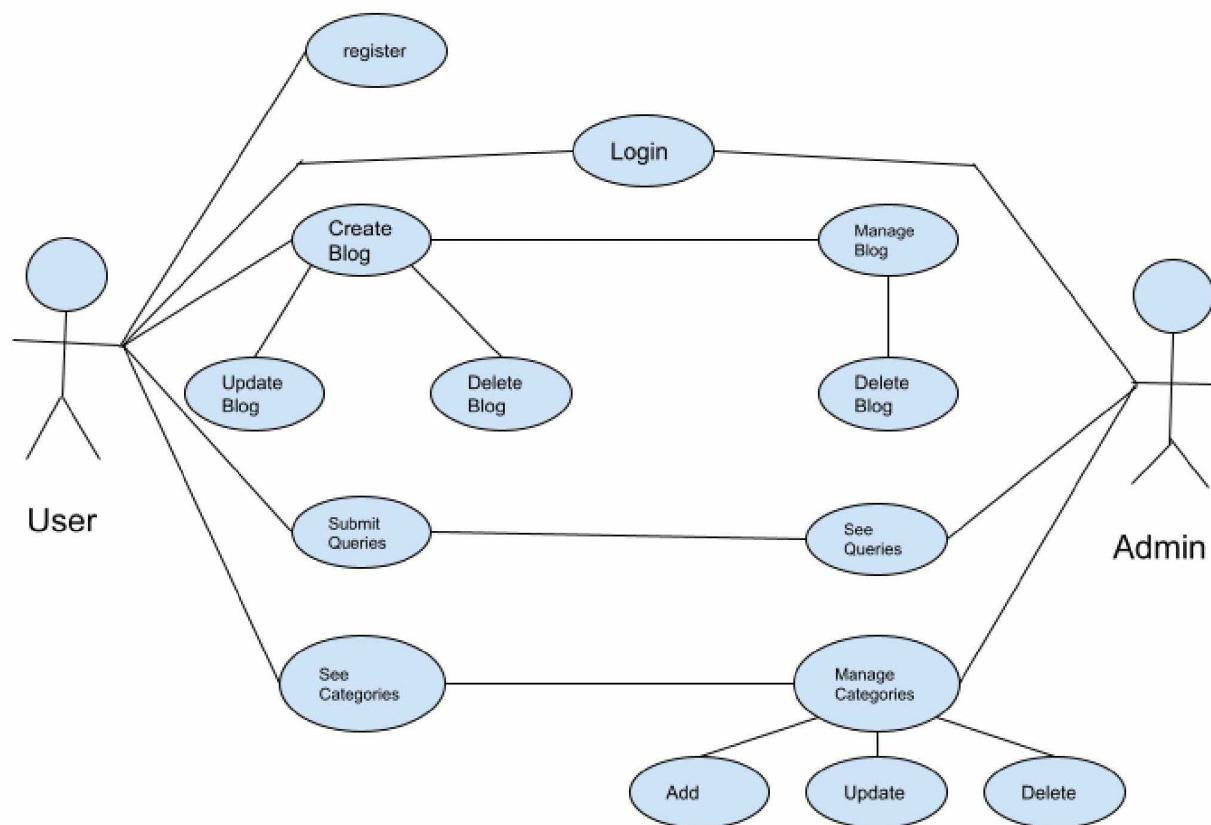 register
Login
Create
Blog
Manage
Blog
Update
Blog
Delete
Blog
Delete
Blog
User
Submit
Queries
See
Queries
Admin
See
Categories
Manage
Categories
Add
Update
Delete